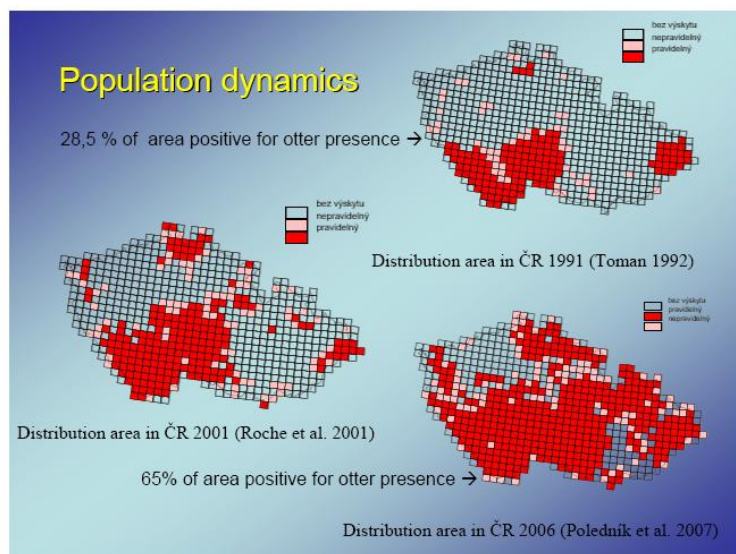 Population dynamics
bez výskytu
nepravidelný
pravidelný
28,5 % of area positive for otter presence →
Distribution area in ČR 1991 (Toman 1992)
bez výskytu
nepravidelný
pravidelný
Distribution area in ČR 2001 (Roche et al. 2001)
bez výskytu
pravidelný
nepravidelný
65% of area positive for otter presence →
Distribution area in ČR 2006 (Poledník et al. 2007)